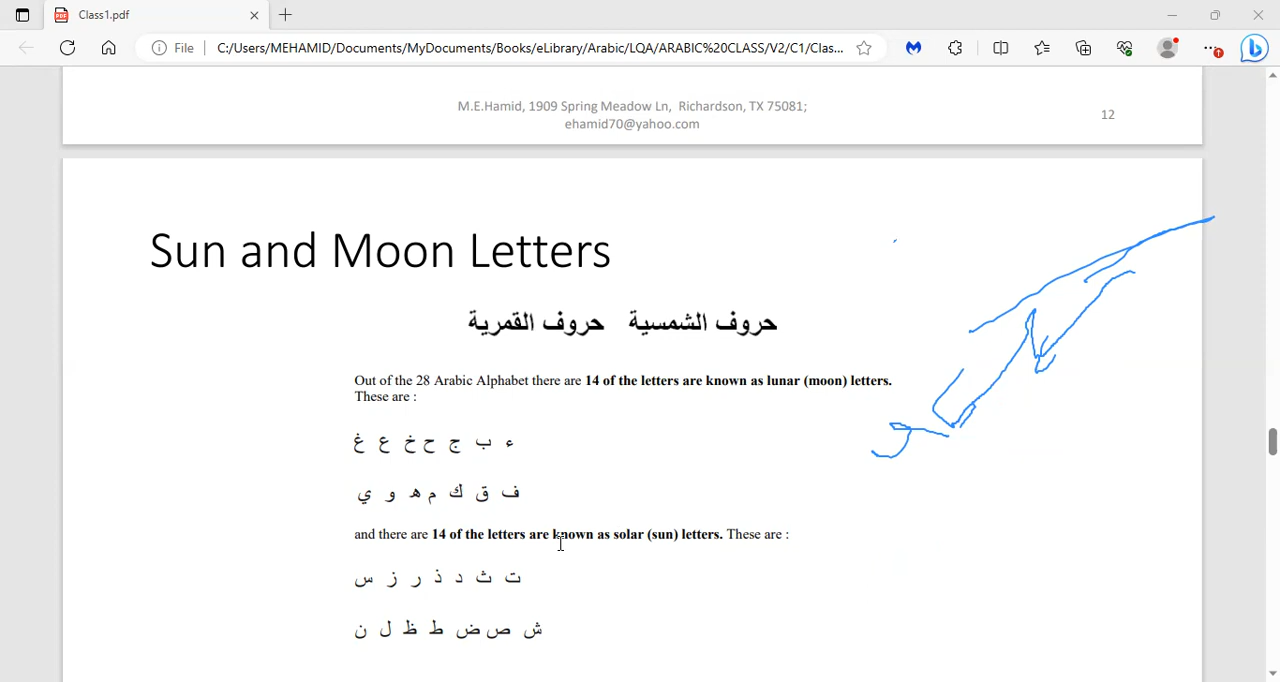 Class1.pdf
File C:/Users/MEHAMID/Documents/MyDocuments/Books/eLibrary/Arabic/LQA/ARABIC%20CLASS/V2/C1/Clas...
M.E.Hamid, 1909 Spring Meadow Ln, Richardson, TX 75081;
ehamid70@yahoo.com
12
Sun and Moon Letters
حروف الشمسية حروف القمرية
Out of the 28 Arabic Alphabet there are 14 of the letters are known as lunar (moon) letters.
These are :
ء ب ج ح خ ع غ
ف ق ك م ه و ي
and there are 14 of the letters are known as solar (sun) letters. These are :
ت ث د ذ ر ز س
ش ص ض ط ظ ل ن